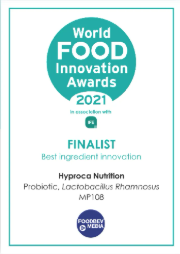 World
FOOD
Innovation
Awards
2021
in association with
FINALIST
Best ingredient innovation
Hyproca Nutrition
Probiotic, Lactobacillus Rhamnosus
MP108
FOODBEV
MEDIA